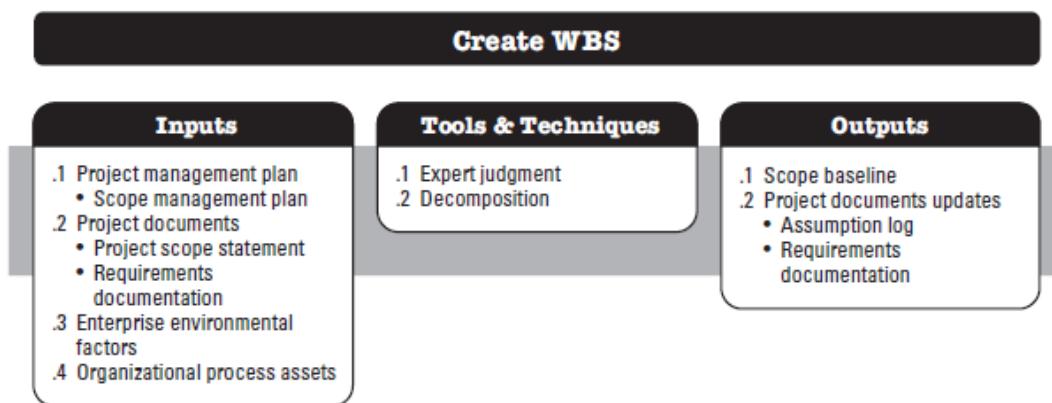 Create WBS
Inputs
.1 Project management plan
• Scope management plan
.2 Project documents
• Project scope statement
• Requirements
documentation
.3 Enterprise environmental
factors
.4 Organizational process assets
Tools & Techniques
.1 Expert judgment
.2 Decomposition
Outputs
.1 Scope baseline
.2 Project documents updates
• Assumption log
• Requirements
documentation